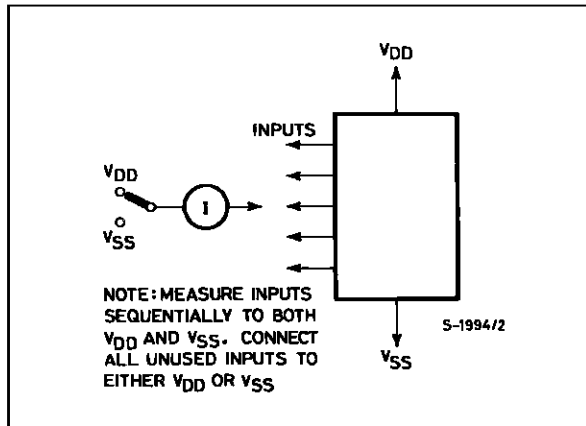 VDD
INPUTS
VDD
I
VSS
NOTE: MEASURE INPUTS
SEQUENTIALLY TO BOTH
VDD AND VSS. CONNECT
ALL UNUSED INPUTS TO
EITHER VDD OR VSS
S-1994/2
VSS